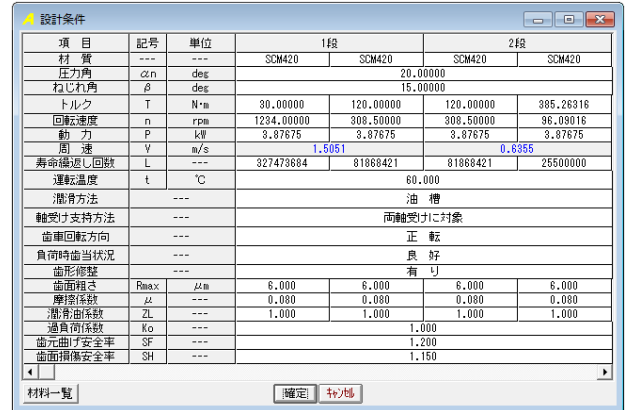 設計条件
項 目 記号 単位 1段 2段
材 質 --- --- SCM420 SCM420 SCM420 SCM420
圧力角 αn deg 20.00000
ねじれ角 β deg 15.00000
トルク T N・m 30.00000 120.00000 120.00000 385.26316
回転速度 n rpm 1234.00000 308.50000 308.50000 96.09016
動 力 P kW 3.87675 3.87675 3.87675 3.87675
周 速 V m/s 1.5051 0.6355
寿命繰返し回数 L --- 327473684 81868421 81868421 25500000
運転温度 t ℃ 60.000
潤滑方法 --- 油 槽
軸受け支持方法 --- 両軸受けに対象
歯車回転方向 --- 正 転
負荷時歯当状況 --- 良 好
歯形修整 --- 有 り
歯面粗さ Rmax μm 6.000 6.000 6.000 6.000
摩擦係数 μ --- 0.080 0.080 0.080 0.080
潤滑油係数 ZL --- 1.000 1.000 1.000 1.000
過負荷係数 Ko --- 1.000
歯元曲げ安全率 SF --- 1.200
歯面損傷安全率 SH --- 1.150
材料一覧 確定 ｷｬﾝｾﾙ